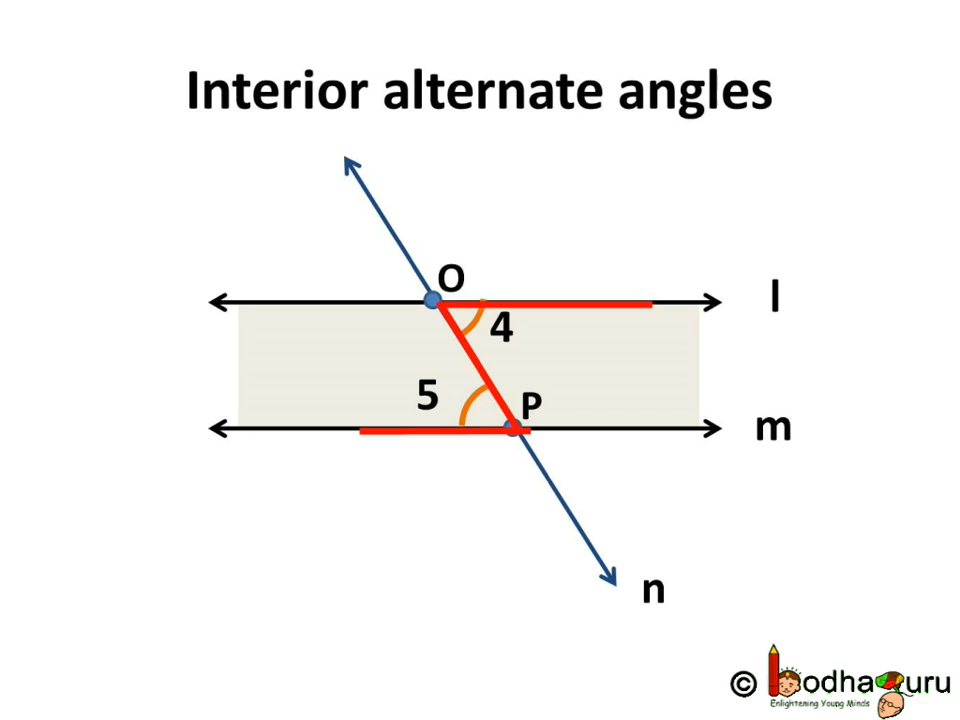 Interior alternate angles
O
l
4
5
P
m
n
© bodhaguru
Enlightening Young Minds